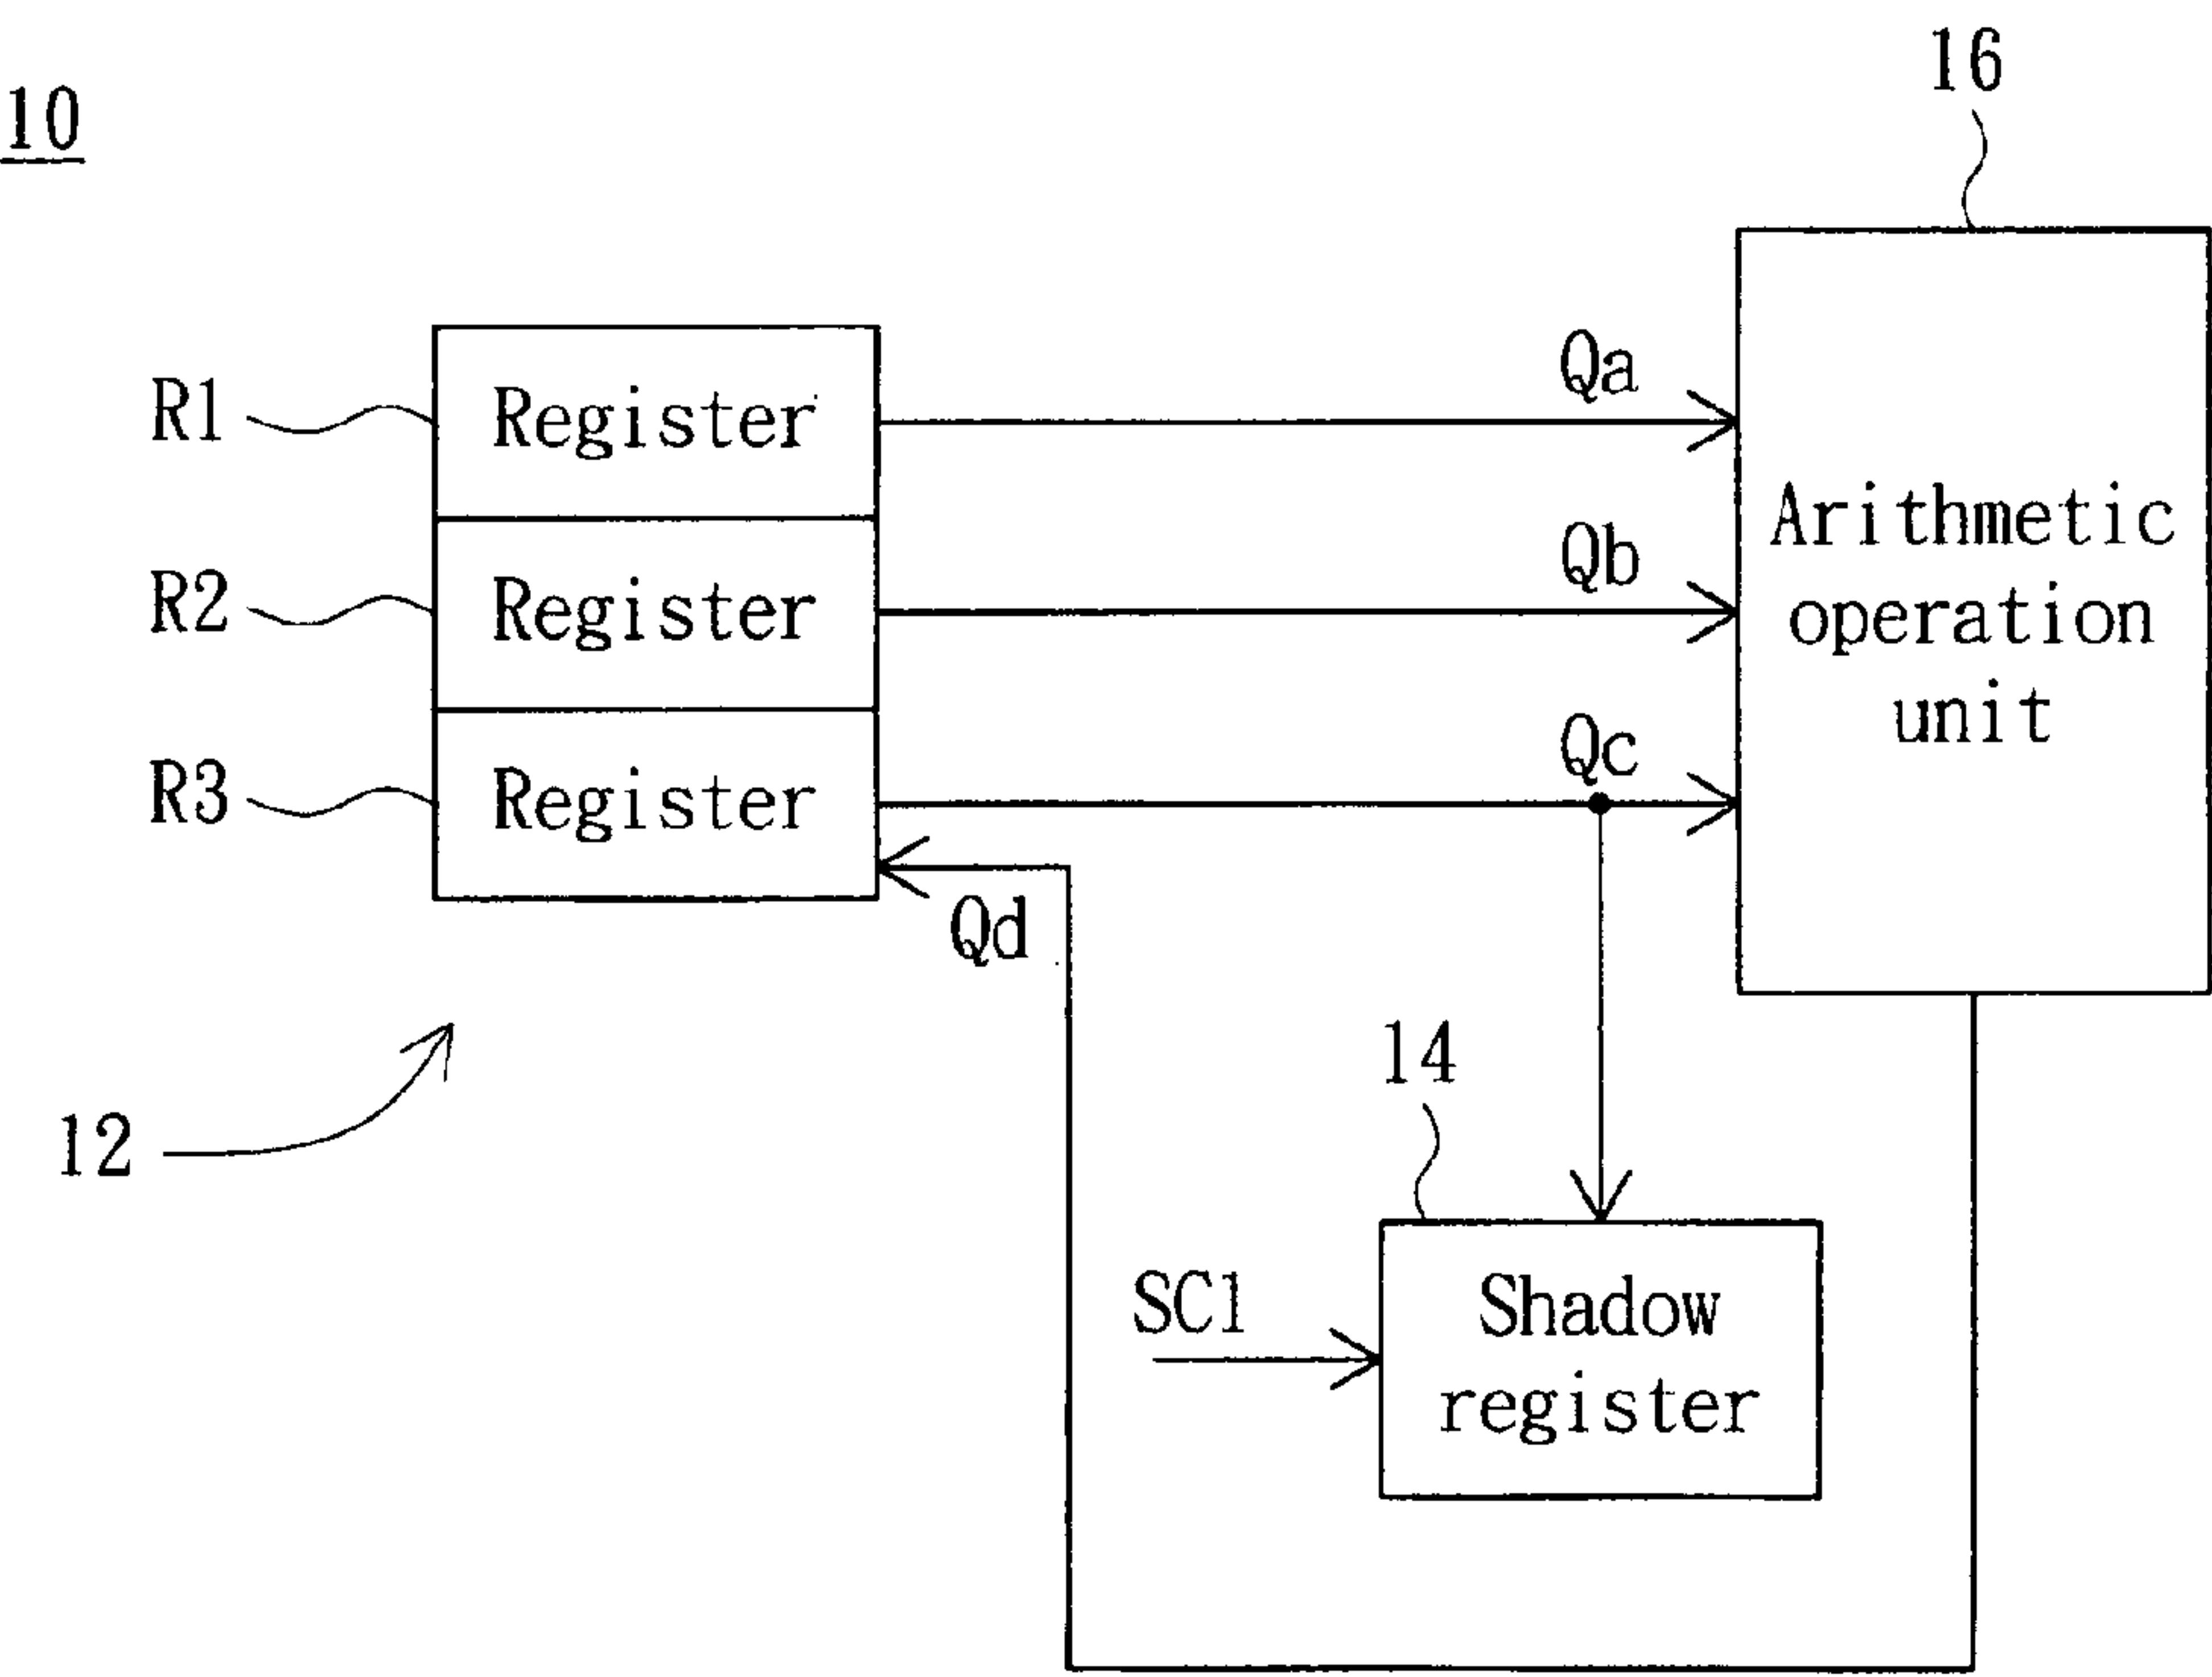 16
10
Qa
R1
Register
Arithmetic
operation
unit
Qb
R2
Register
Qc
R3
Register
Qd
14
12
SC1
Shadow
register